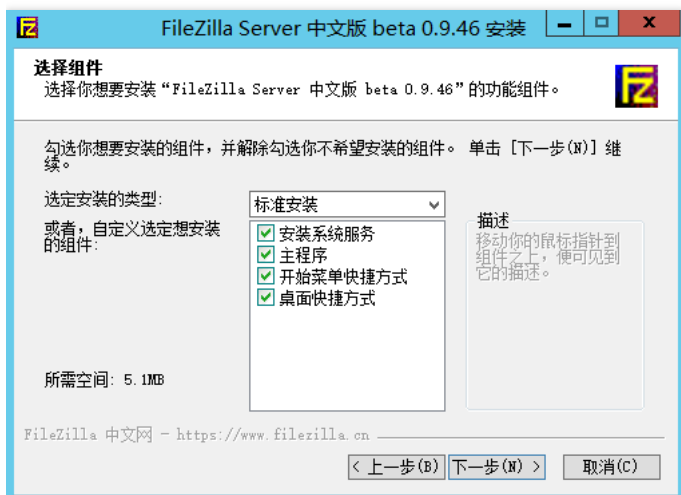 FileZilla Server 中文版 beta 0.9.46 安装
选择组件
选择你想要安装“FileZilla Server 中文版 beta 0.9.46”的功能组件。
勾选你想要安装的组件，并解除勾选你不希望安装的组件。 单击 [下一步(N)] 继
续。
选定安装的类型:
标准安装
或者，自定义选定想安装
的组件:
安装系统服务
主程序
开始菜单快捷方式
桌面快捷方式
描述
移动你的鼠标指针到
组件之上，便可见到
它的描述。
所需空间: 5.1MB
FileZilla 中文网 - https://www.filezilla.cn
< 上一步(B)
下一步(N) >
取消(C)